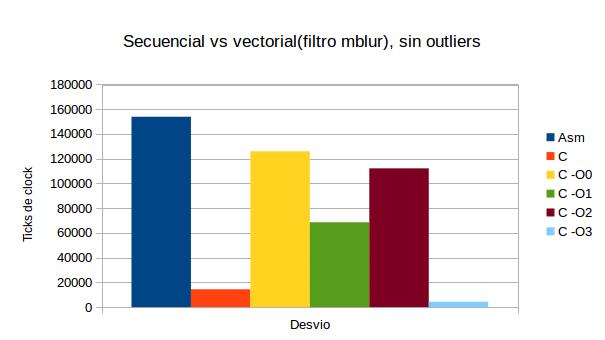 Secuencial vs vectorial(filtro mblur), sin outliers
180000
160000
140000
120000
100000
80000
60000
40000
20000
0
Ticks de clock
Desvio
Asm
C
C -O0
C -O1
C -O2
C -O3